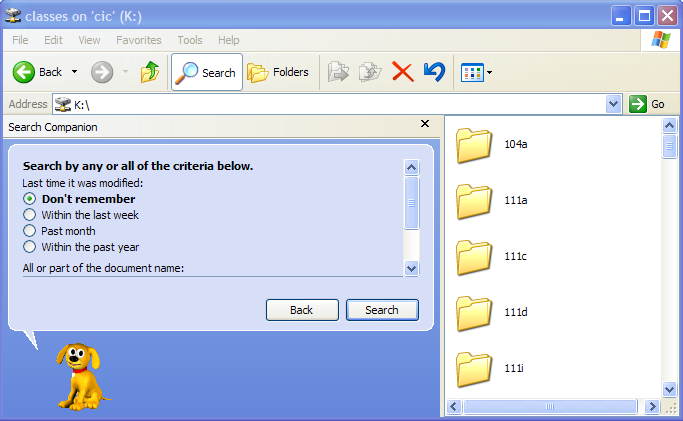 classes on 'cic' (K:)
File Edit View Favorites Tools Help
Back Search Folders
Address K:\ Go
Search Companion
Search by any or all of the criteria below.
Last time it was modified:
Don't remember
Within the last week
Past month
Within the past year
All or part of the document name:
Back Search
104a
111a
111c
111d
111i